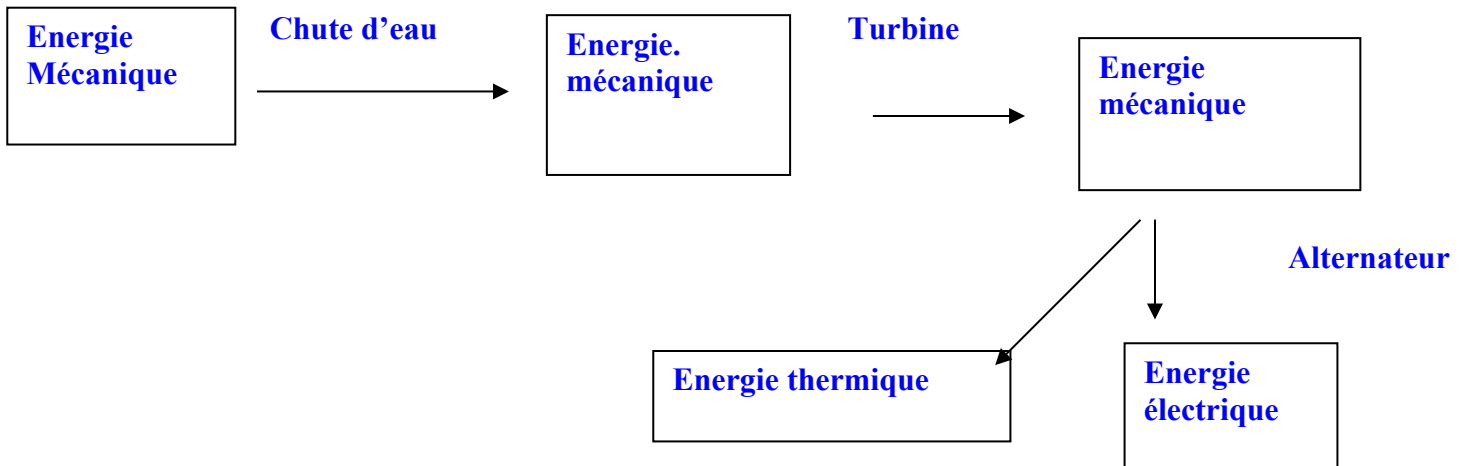 Energie
Mécanique
Chute d'eau
Energie.
mécanique
Turbine
Energie
mécanique
Alternateur
Energie thermique
Energie
électrique